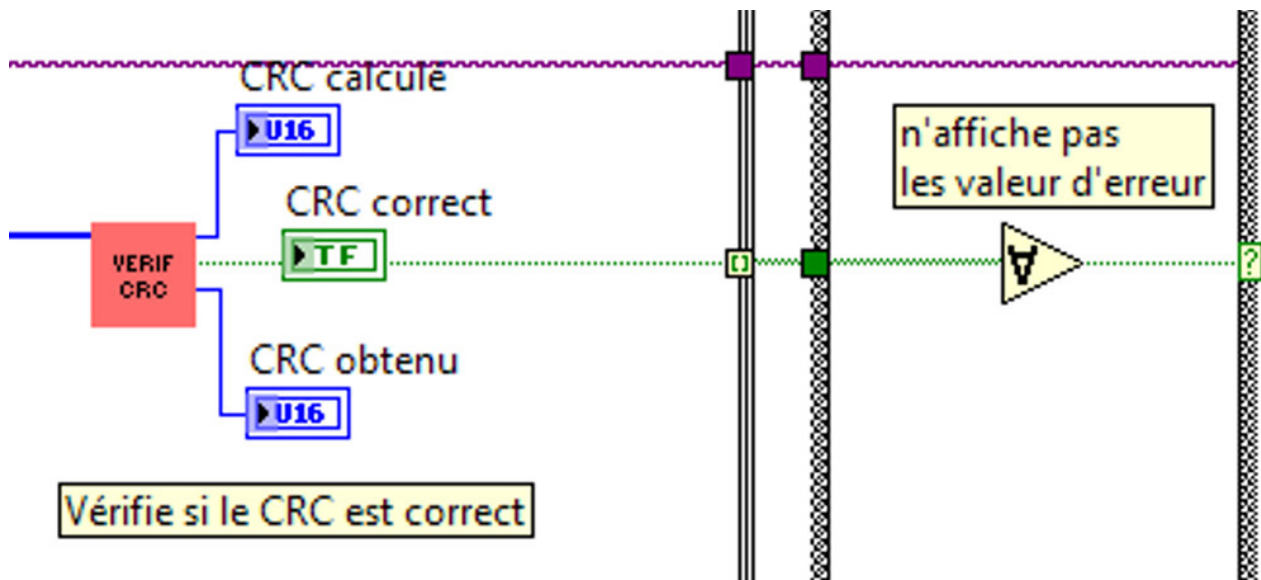 CRC calculé
U16
CRC correct
TF
VERIF
CRC
CRC obtenu
U16
Vérifie si le CRC est correct
[]
n'affiche pas
les valeur d'erreur
∀
?